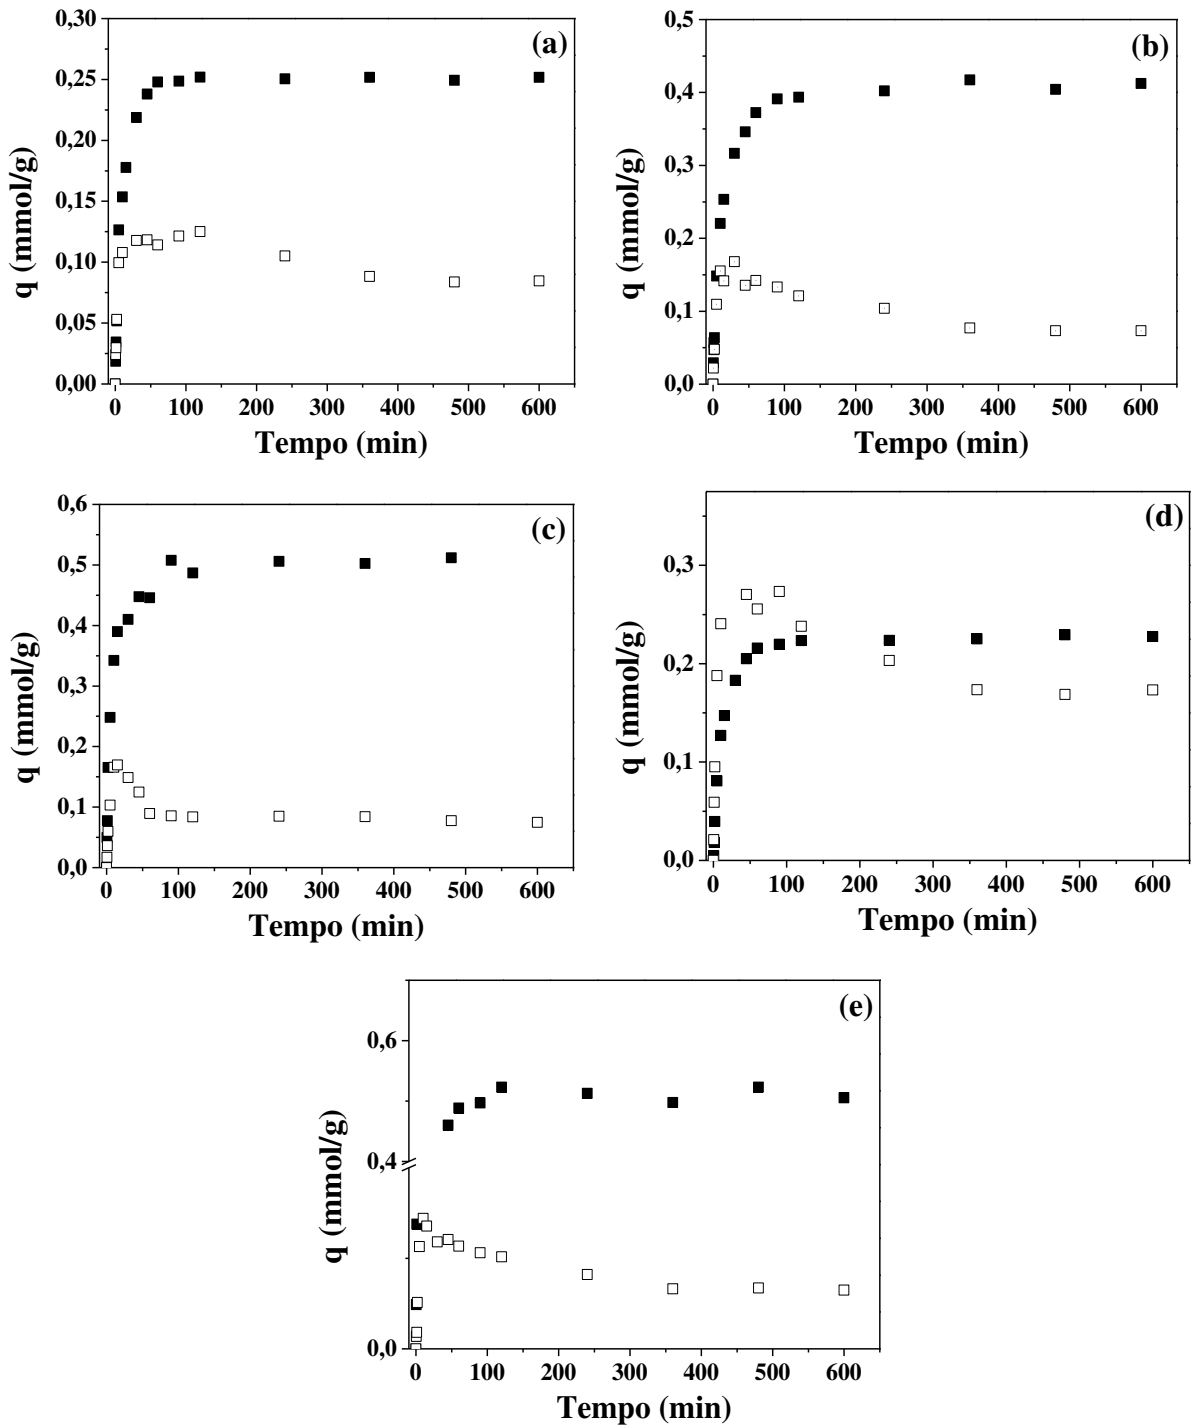 (a)
0,30
0,25
0,20
0,15
0,10
0,05
0,00
q (mmol/g)
0 100 200 300 400 500 600
Tempo (min)
(b)
0,5
0,4
0,3
0,2
0,1
0,0
q (mmol/g)
0 100 200 300 400 500 600
Tempo (min)
(c)
0,6
0,5
0,4
0,3
0,2
0,1
0,0
q (mmol/g)
0 100 200 300 400 500 600
Tempo (min)
(d)
0,3
0,2
0,1
0,0
q (mmol/g)
0 100 200 300 400 500 600
Tempo (min)
(e)
0,6
0,4
0,0
q (mmol/g)
0 100 200 300 400 500 600
Tempo (min)